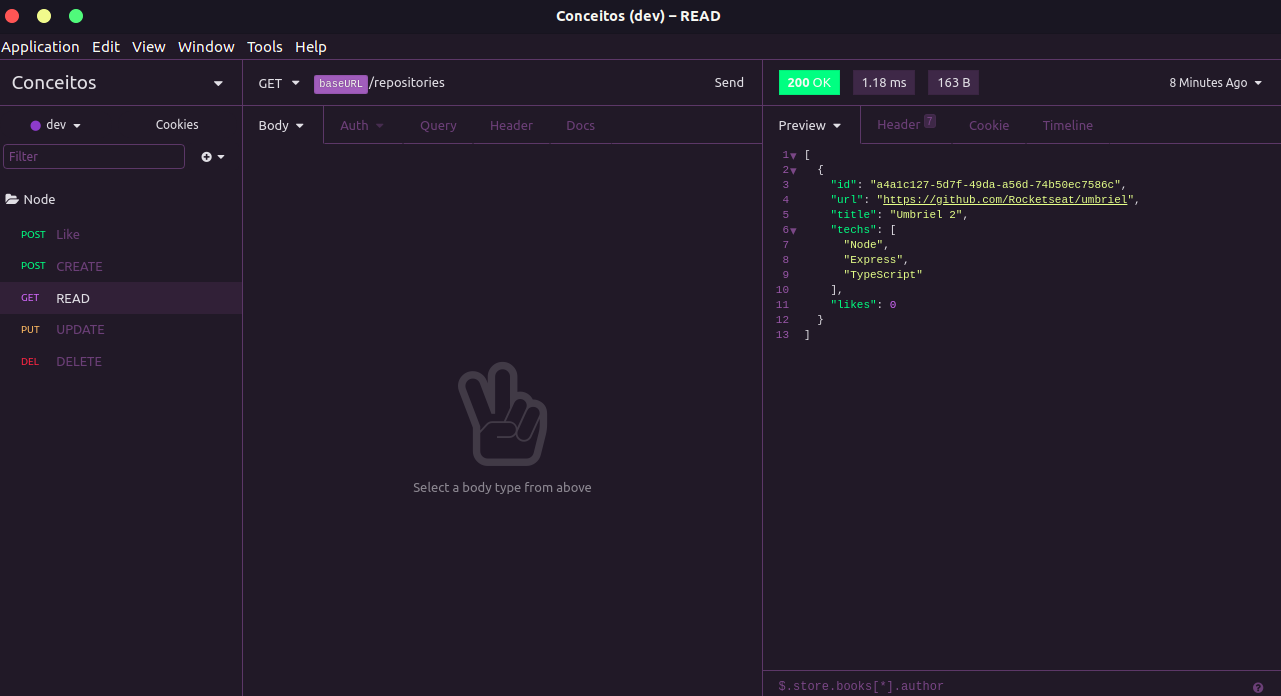 Conceitos (dev) – READ
Application Edit View Window Tools Help
Conceitos
GET baseURL/repositories Send
200 OK 1.18 ms 163 B 8 Minutes Ago
dev Cookies
Body Auth Query Header Docs
Preview Header 7 Cookie Timeline
Filter
Node
POST Like
POST CREATE
GET READ
PUT UPDATE
DEL DELETE
Select a body type from above
1 [
2 {
3 "id": "a4a1c127-5d7f-49da-a56d-74b50ec7586c",
4 "url": "https://github.com/Rocketseat/umbriel",
5 "title": "Umbriel 2",
6 "techs": [
7 "Node",
8 "Express",
9 "TypeScript"
10 ],
11 "likes": 0
12 }
13 ]
$.store.books[*].author